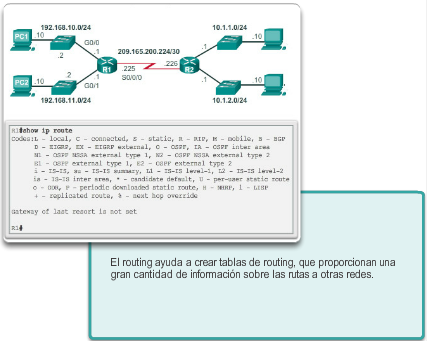 192.168.10.0/24
10.1.1.0/24
PC1
.10
G0/0
.1
.10
.2
.1
209.165.200.224/30
R1
.225
.226
R2
S0/0/0
PC2
.2
.1
G0/1
.1
.10
.10
192.168.11.0/24
10.1.2.0/24
R1#show ip route
Codes:L - local, C - connected, S - static, R - RIP, M - mobile, B - BGP
D - EIGRP, EX - EIGRP external, O - OSPF, IA - OSPF inter area
N1 - OSPF NSSA external type 1, N2 - OSPF NSSA external type 2
E1 - OSPF external type 1, E2 - OSPF external type 2
i - IS-IS, su - IS-IS summary, L1 - IS-IS level-1, L2 - IS-IS level-2
ia - IS-IS inter area, * - candidate default, U - per-user static route
o - ODR, P - periodic downloaded static route, H - NHRP, l - LISP
+ - replicated route, % - next hop override
Gateway of last resort is not set
R1#
El routing ayuda a crear tablas de routing, que proporcionan una
gran cantidad de información sobre las rutas a otras redes.